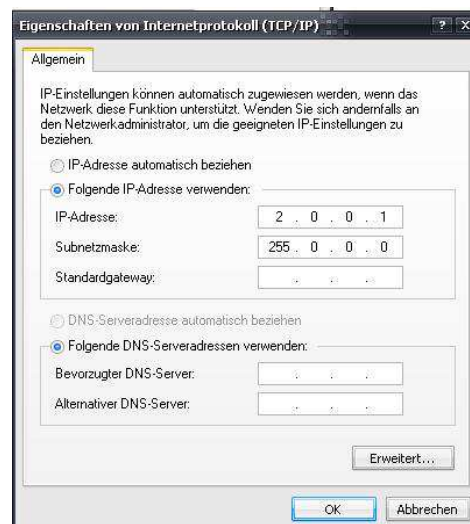 Eigenschaften von Internetprotokoll (TCP/IP) ? X
Allgemein
IP-Einstellungen können automatisch zugewiesen werden, wenn das
Netzwerk diese Funktion unterstützt. Wenden Sie sich andernfalls an
den Netzwerkadministrator, um die geeigneten IP-Einstellungen zu
beziehen.
IP-Adresse automatisch beziehen
Folgende IP-Adresse verwenden:
IP-Adresse: 2 . 0 . 0 . 1
Subnetzmaske: 255 . 0 . 0 . 0
Standardgateway: . . .
DNS-Serveradresse automatisch beziehen
Folgende DNS-Serveradressen verwenden:
Bevorzugter DNS-Server: . . .
Alternativer DNS-Server: . . .
Erweitert...
OK Abbrechen